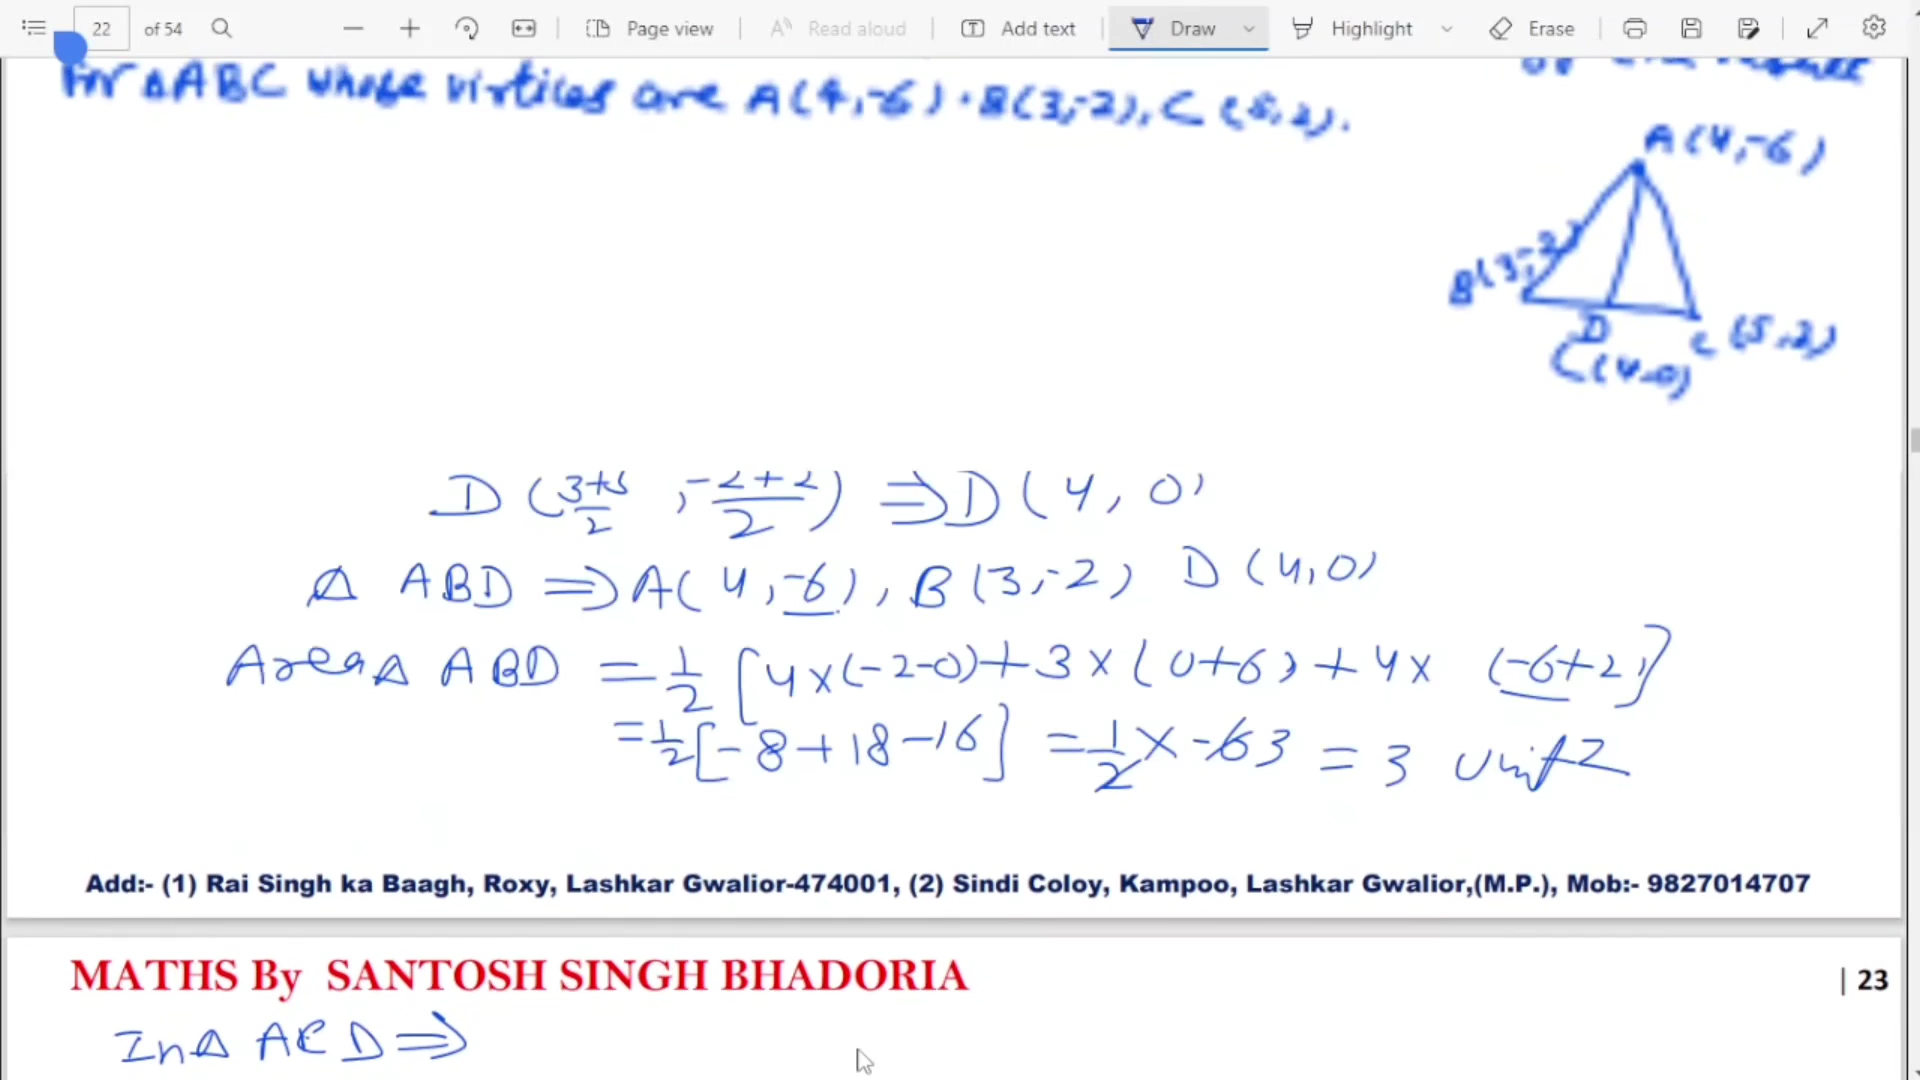 22 of 54 Page view Read aloud Add text Draw Highlight Erase
For ΔABC whose virtices are A(4,-6). B(3,-2), C (5,2).
A(4,-6)
B(3,-2)
D
C (5,2)
(4,0)
D (3+5/2, -2+2/2) ⇒ D(4,0)
Δ ABD ⇒ A(4,-6), B(3,-2) D(4,0)
Area Δ ABD = 1/2 [4×(-2-0)+3×(0+6)+4× (-6+2)]
= 1/2 [-8+18-16] = 1/2 × -6 3 = 3 unit2
Add:- (1) Rai Singh ka Baagh, Roxy, Lashkar Gwalior-474001, (2) Sindi Coloy, Kampoo, Lashkar Gwalior,(M.P.), Mob:- 9827014707
MATHS By SANTOSH SINGH BHADORIA | 23
In Δ ACD ⇒